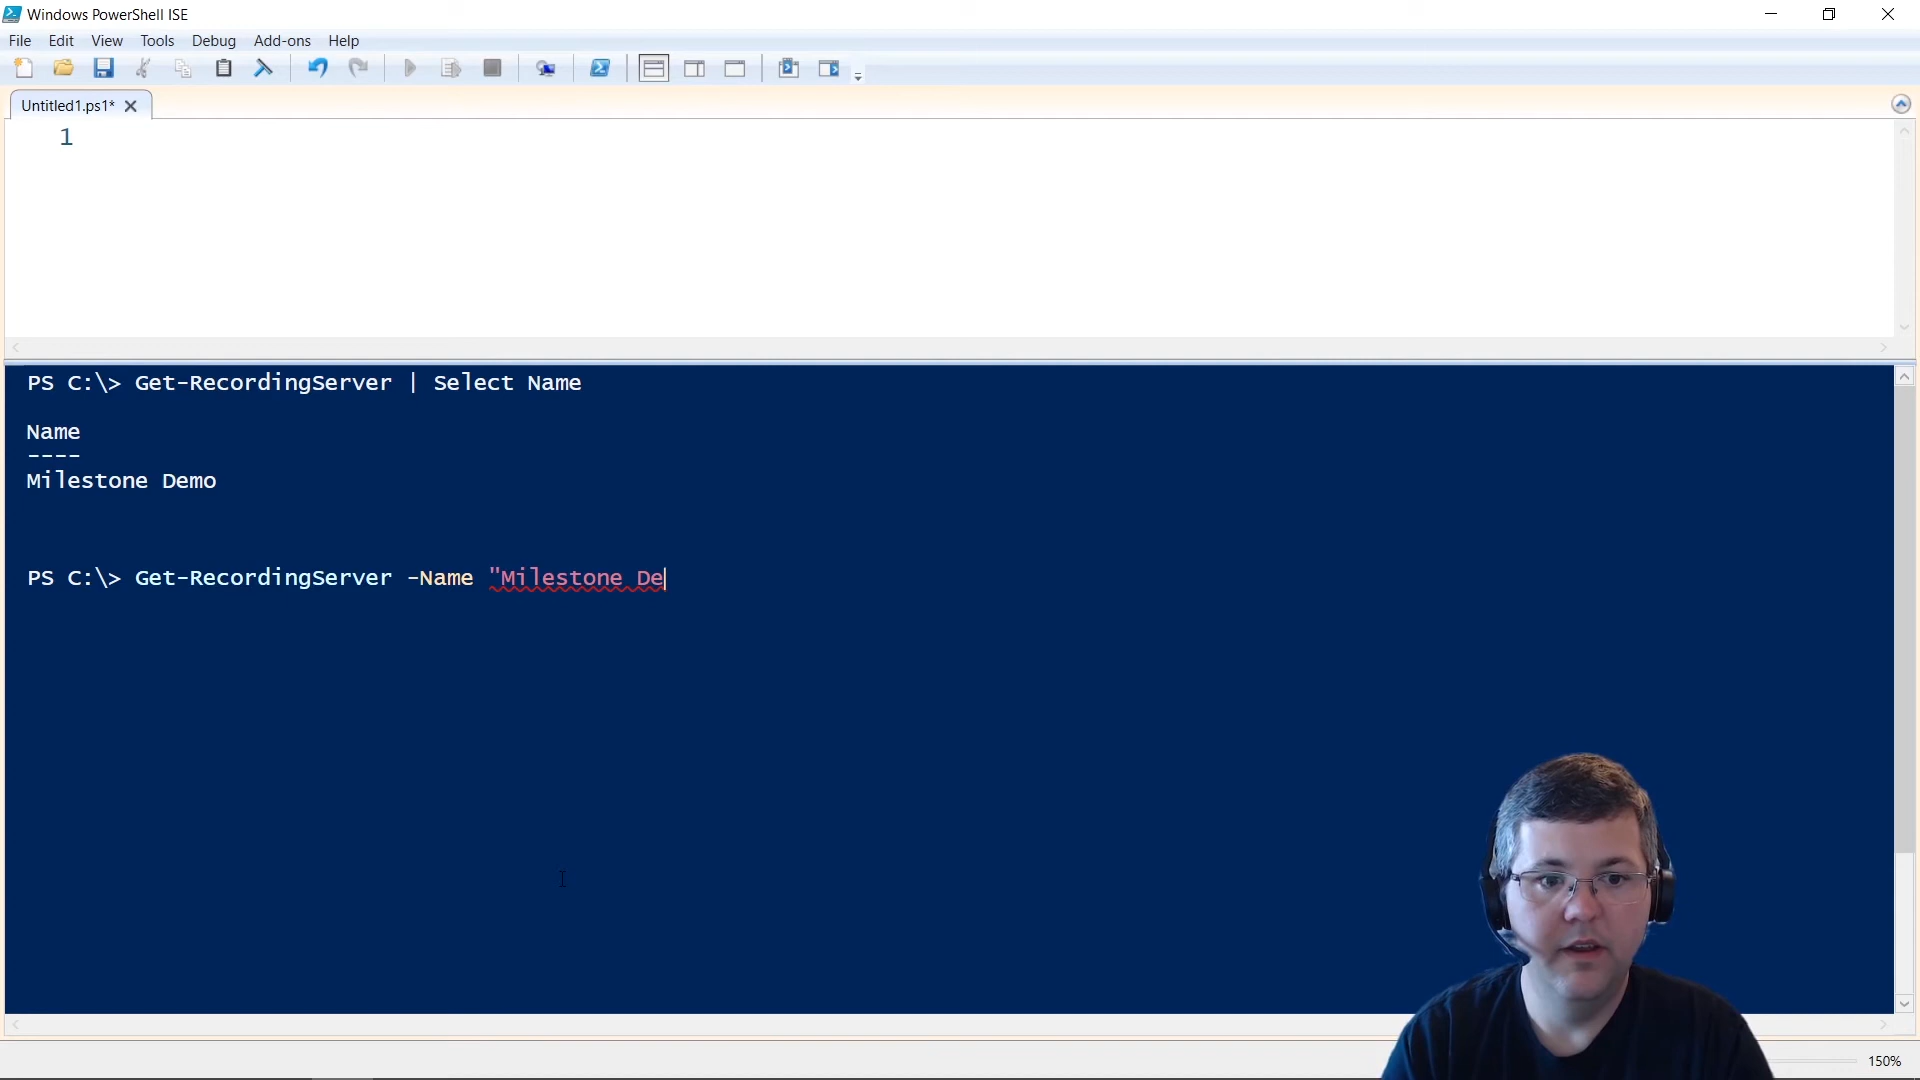 Windows PowerShell ISE
File Edit View Tools Debug Add-ons Help
Untitled1.ps1*
1
PS C:\> Get-RecordingServer | Select Name
Name
----
Milestone Demo
PS C:\> Get-RecordingServer -Name "Milestone De
150%